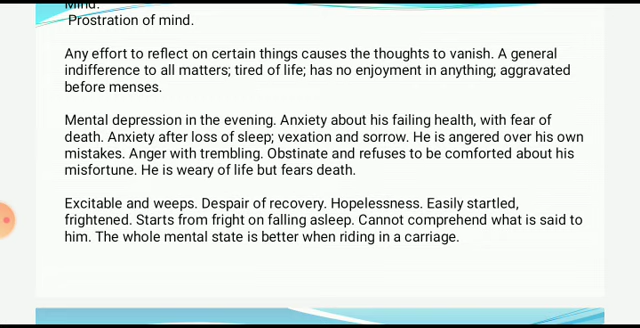 Mind.
Prostration of mind.
Any effort to reflect on certain things causes the thoughts to vanish. A general
indifference to all matters; tired of life; has no enjoyment in anything; aggravated
before menses.
Mental depression in the evening. Anxiety about his failing health, with fear of
death. Anxiety after loss of sleep; vexation and sorrow. He is angered over his own
mistakes. Anger with trembling. Obstinate and refuses to be comforted about his
misfortune. He is weary of life but fears death.
Excitable and weeps. Despair of recovery. Hopelessness. Easily startled,
frightened. Starts from fright on falling asleep. Cannot comprehend what is said to
him. The whole mental state is better when riding in a carriage.